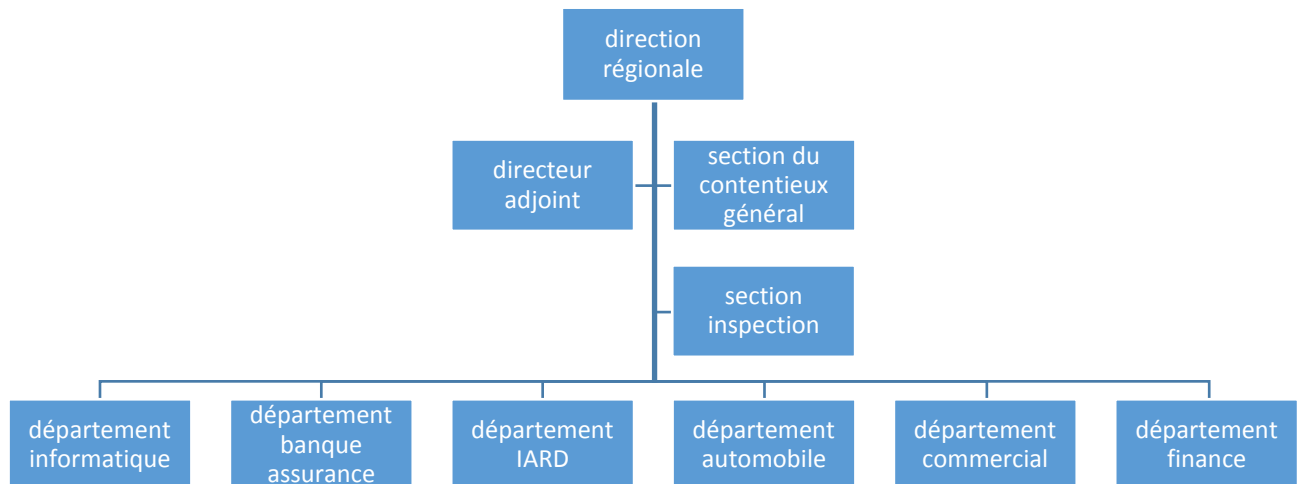 direction
régionale
directeur
adjoint
section du
contentieux
général
section
inspection
département
informatique
département
banque
assurance
département
IARD
département
automobile
département
commercial
département
finance